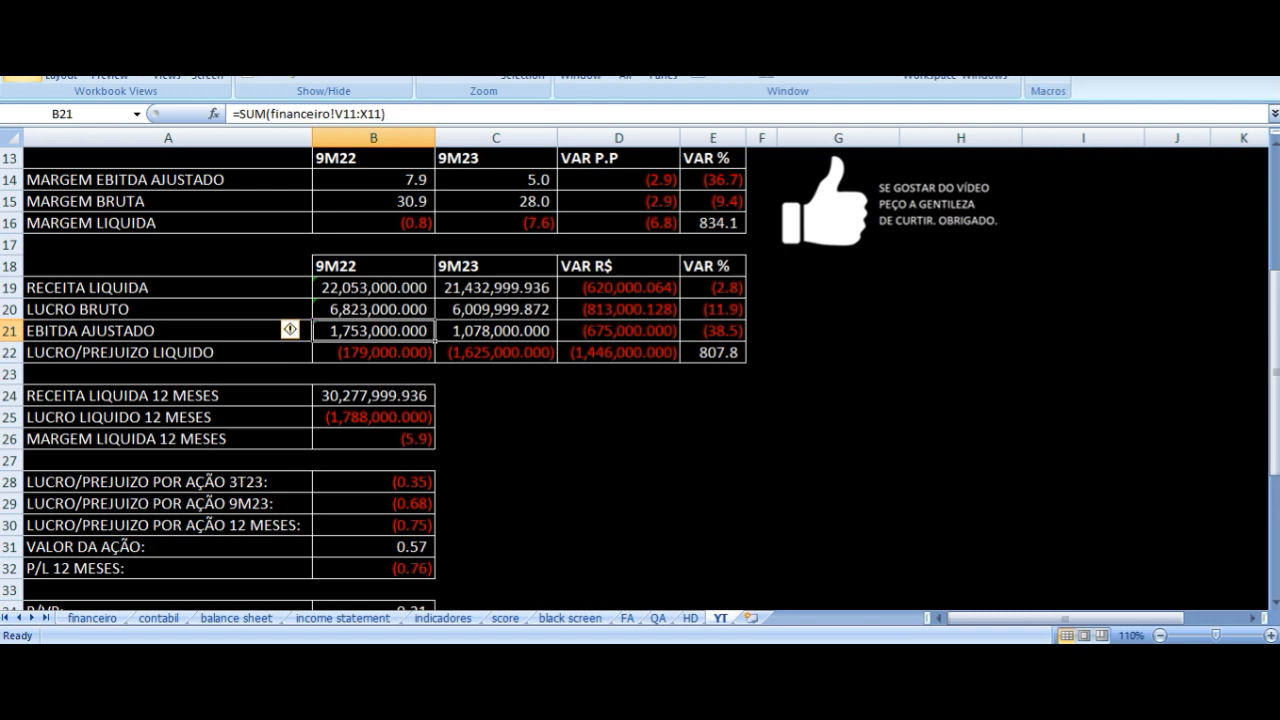 Workbook Views Show/Hide Zoom Window Macros
B21 fx =SUM(financeiro!V11:X11)
A B C D E F G H I J K
13 9M22 9M23 VAR P.P VAR %
14 MARGEM EBITDA AJUSTADO 7.9 5.0 (2.9) (36.7)
15 MARGEM BRUTA 30.9 28.0 (2.9) (9.4)
16 MARGEM LIQUIDA (0.8) (7.6) (6.8) 834.1
SE GOSTAR DO VÍDEO
PEÇO A GENTILEZA
DE CURTIR. OBRIGADO.
17
18 9M22 9M23 VAR R$ VAR %
19 RECEITA LIQUIDA 22,053,000.000 21,432,999.936 (620,000.064) (2.8)
20 LUCRO BRUTO 6,823,000.000 6,009,999.872 (813,000.128) (11.9)
21 EBITDA AJUSTADO 1,753,000.000 1,078,000.000 (675,000.000) (38.5)
22 LUCRO/PREJUIZO LIQUIDO (179,000.000) (1,625,000.000) (1,446,000.000) 807.8
23
24 RECEITA LIQUIDA 12 MESES 30,277,999.936
25 LUCRO LIQUIDO 12 MESES (1,788,000.000)
26 MARGEM LIQUIDA 12 MESES (5.9)
27
28 LUCRO/PREJUIZO POR AÇÃO 3T23: (0.35)
29 LUCRO/PREJUIZO POR AÇÃO 9M23: (0.68)
30 LUCRO/PREJUIZO POR AÇÃO 12 MESES: (0.75)
31 VALOR DA AÇÃO: 0.57
32 P/L 12 MESES: (0.76)
33
financeiro contabil balance sheet income statement indicadores score black screen FA QA HD YT
Ready 110%